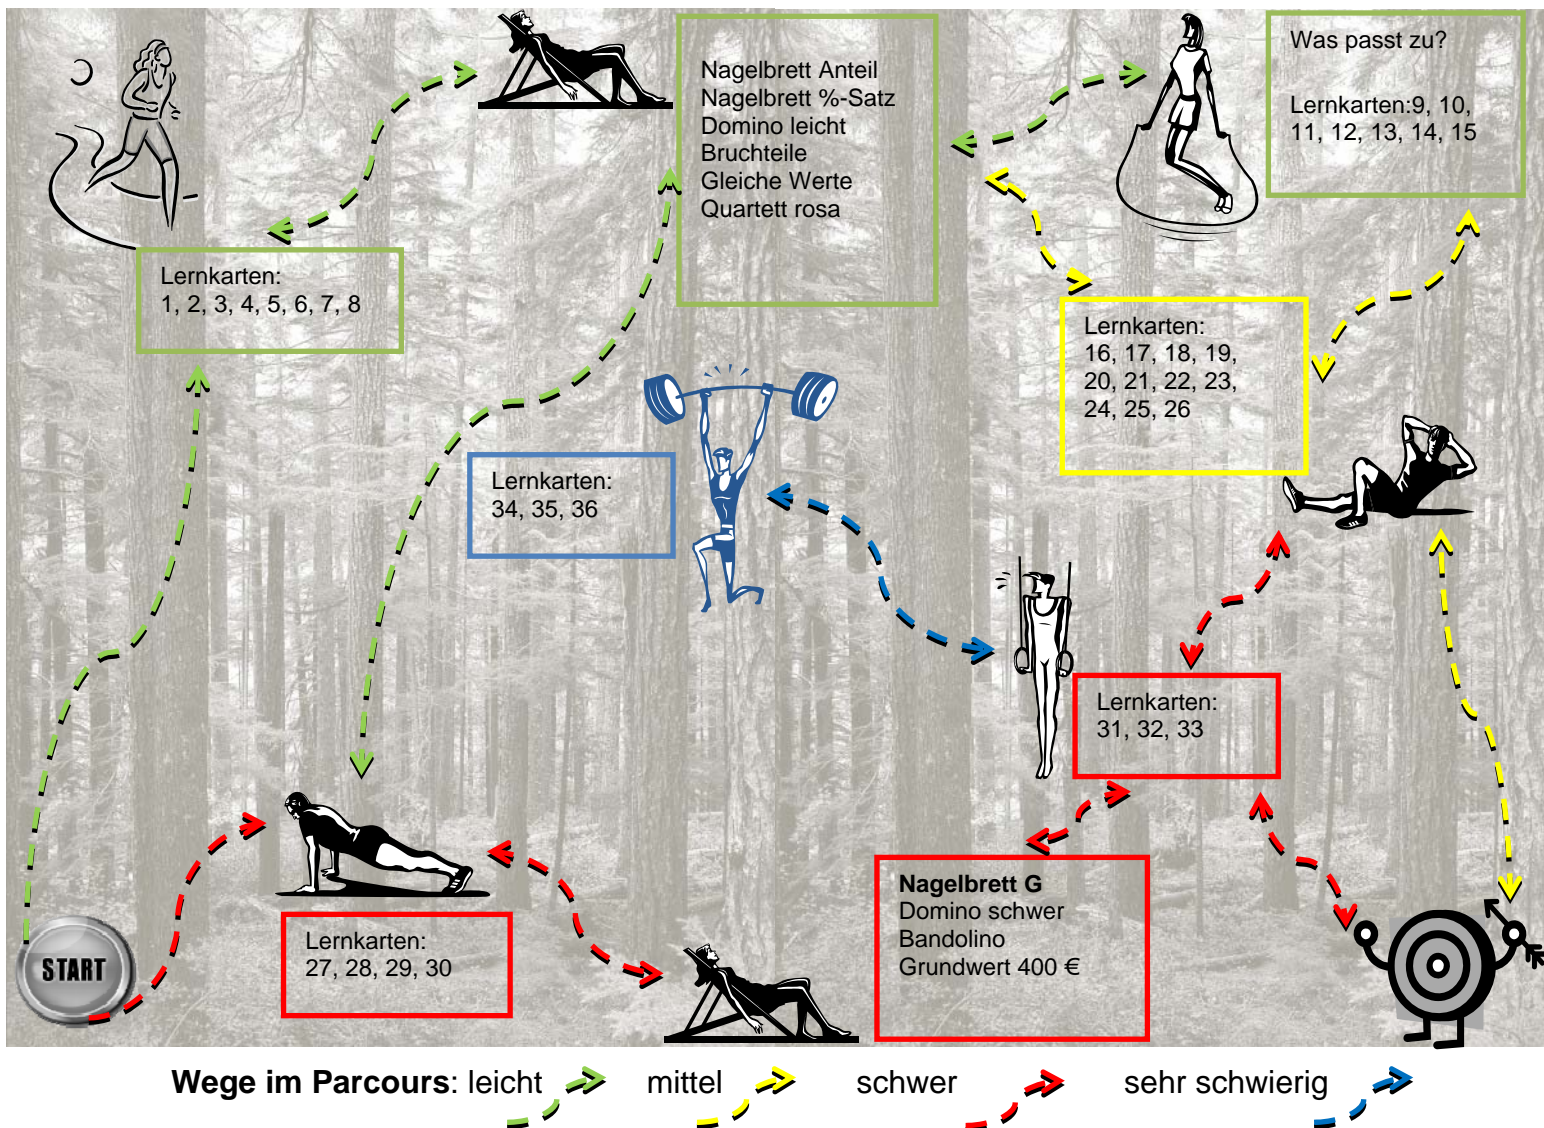 Nagelbrett Anteil
Nagelbrett %-Satz
Domino leicht
Bruchteile
Gleiche Werte
Quartett rosa
Was passt zu?
Lernkarten:9, 10,
11, 12, 13, 14, 15
Lernkarten:
1, 2, 3, 4, 5, 6, 7, 8
Lernkarten:
16, 17, 18, 19,
20, 21, 22, 23,
24, 25, 26
Lernkarten:
34, 35, 36
Lernkarten:
31, 32, 33
Nagelbrett G
Domino schwer
Bandolino
Grundwert 400 €
START
Lernkarten:
27, 28, 29, 30
Wege im Parcours: leicht mittel schwer sehr schwierig